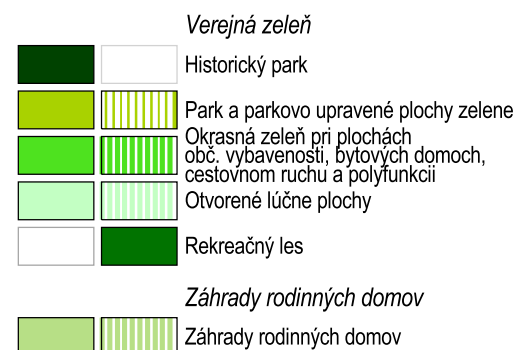 Verejná zeleň
Historický park
Park a parkovo upravené plochy zelene
Okrasná zeleň pri plochách
obč. vybavenosti, bytových domoch,
cestovnom ruchu a polyfunkcii
Otvorené lúčne plochy
Rekreačný les
Záhrady rodinných domov
Záhrady rodinných domov